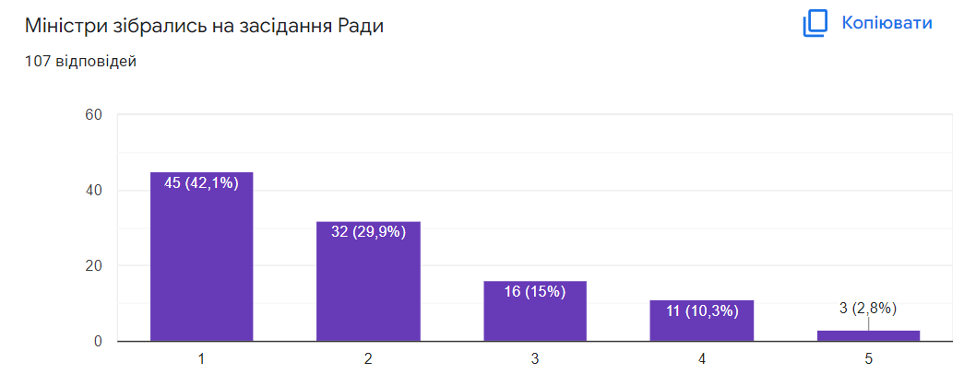 Міністри зібрались на засідання Ради
Копіювати
107 відповідей
60
40
20
0
45 (42,1%)
32 (29,9%)
16 (15%)
11 (10,3%)
3 (2,8%)
1 2 3 4 5